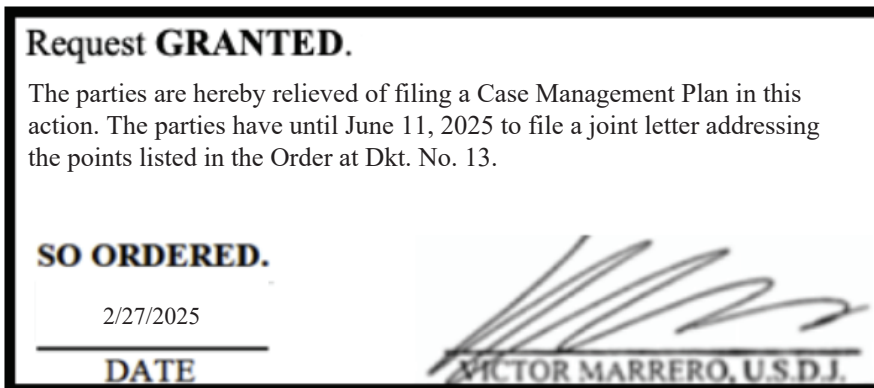 Request GRANTED.
The parties are hereby relieved of filing a Case Management Plan in this
action. The parties have until June 11, 2025 to file a joint letter addressing
the points listed in the Order at Dkt. No. 13.
SO ORDERED.
2/27/2025
DATE
VICTOR MARRERO, U.S.D.J.